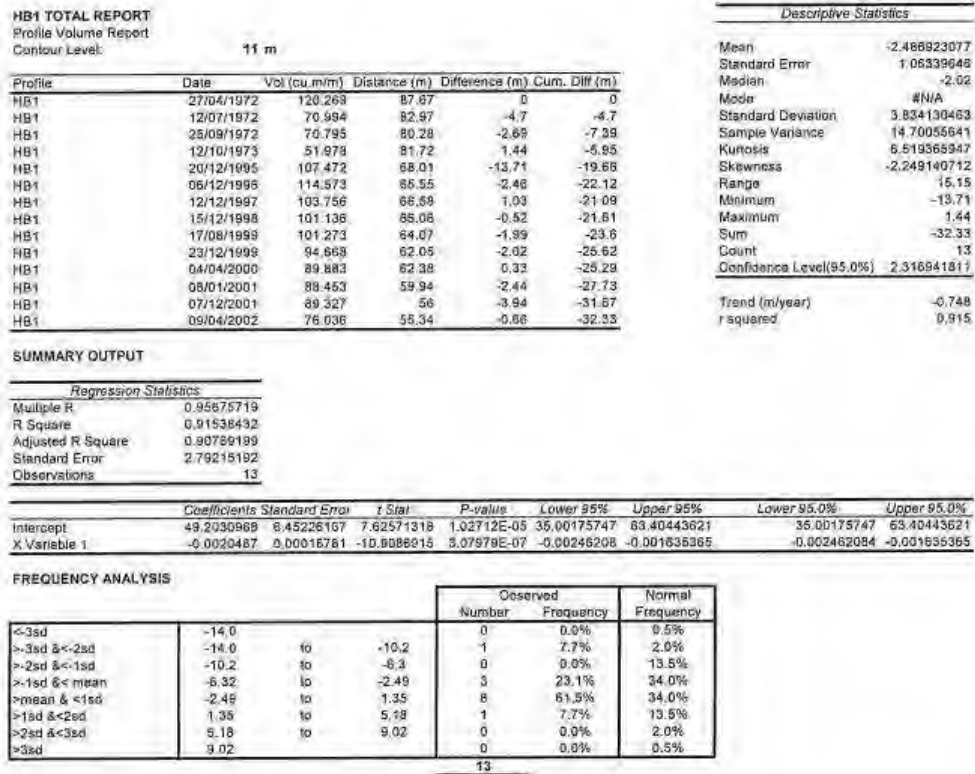 HB1 TOTAL REPORT
Profile Volume Report
Contour Level: 11 m
Profile Date Vol (cu.m/m) Distance (m) Difference (m) Cum. Diff (m)
HB1 27/04/1972 120.269 87.67 0 0
HB1 12/07/1972 70.994 82.97 -4.7 -4.7
HB1 25/09/1972 70.795 80.28 -2.69 -7.39
HB1 12/10/1973 51.978 81.72 1.44 -5.95
HB1 20/12/1995 107.472 68.01 -13.71 -19.66
HB1 06/12/1996 114.573 65.55 -2.46 -22.12
HB1 12/12/1997 103.756 66.58 1.03 -21.09
HB1 15/12/1998 101.136 66.06 -0.52 -21.61
HB1 17/08/1999 101.273 64.07 -1.99 -23.6
HB1 23/12/1999 94.668 62.05 -2.02 -25.62
HB1 04/04/2000 89.883 62.38 0.33 -25.29
HB1 08/01/2001 88.453 59.94 -2.44 -27.73
HB1 07/12/2001 89.327 56 -3.94 -31.67
HB1 09/04/2002 76.036 55.34 -0.66 -32.33
Descriptive Statistics
Mean -2.486923077
Standard Error 1.06339646
Median -2.02
Mode #N/A
Standard Deviation 3.834130463
Sample Variance 14.70055641
Kurtosis 6.519365947
Skewness -2.249140712
Range 15.15
Minimum -13.71
Maximum 1.44
Sum -32.33
Count 13
Confidence Level(95.0%) 2.316941811
Trend (m/year) -0.748
r squared 0.915
SUMMARY OUTPUT
Regression Statistics
Multiple R 0.95675719
R Square 0.91538432
Adjusted R Square 0.90769199
Standard Error 2.79215192
Observations 13
Coefficients Standard Error t Stat P-value Lower 95% Upper 95% Lower 95.0% Upper 95.0%
Intercept 49.2030968 6.45226167 7.62571318 1.02712E-05 35.00175747 63.40443621 35.00175747 63.40443621
X Variable 1 -0.0020487 0.00018781 -10.9086915 3.07979E-07 -0.00246208 -0.001635365 -0.002462084 -0.001635365
FREQUENCY ANALYSIS
Observed Normal
Number Frequency Frequency
<-3sd -14.0 0 0.0% 0.5%
>-3sd &<-2sd -14.0 to -10.2 1 7.7% 2.0%
>-2sd &<-1sd -10.2 to -6.3 0 0.0% 13.5%
>-1sd &< mean -6.32 to -2.49 3 23.1% 34.0%
>mean & <1sd -2.49 to 1.35 8 61.5% 34.0%
>1sd &<2sd 1.35 to 5.18 1 7.7% 13.5%
>2sd &<3sd 5.18 to 9.02 0 0.0% 2.0%
>3sd 9.02 0 0.0% 0.5%
13